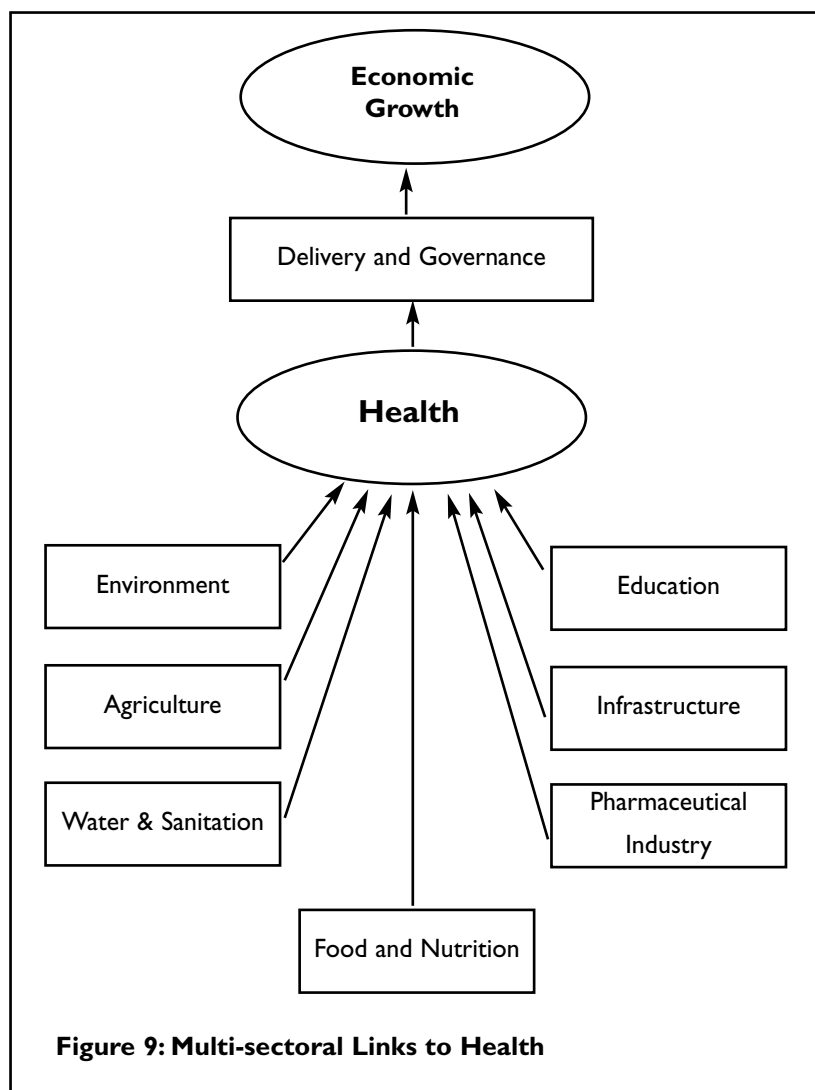 Economic
Growth
Delivery and Governance
Health
Environment
Education
Agriculture
Infrastructure
Water & Sanitation
Pharmaceutical
Industry
Food and Nutrition
Figure 9: Multi-sectoral Links to Health